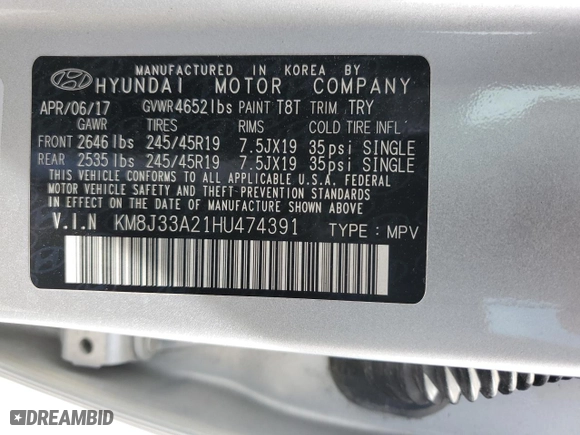 MANUFACTURED IN KOREA BY
HYUNDAI MOTOR COMPANY
APR/06/17 GVWR4652lbs PAINT T8T TRIM TRY
GAWR TIRES RIMS COLD TIRE INFL
FRONT 2646lbs 245/45R19 7.5JX19 35psi SINGLE
REAR 2535lbs 245/45R19 7.5JX19 35psi SINGLE
THIS VEHICLE CONFORMS TO ALL APPLICABLE U.S.A. FEDERAL
MOTOR VEHICLE SAFETY, BUMPER, AND THEFT PREVENTION STANDARDS
IN EFFECT ON THE DATE OF MANUFACTURE SHOWN ABOVE.
V.I.N KM8J33A21HU474391 TYPE: MPV
DREAMBID